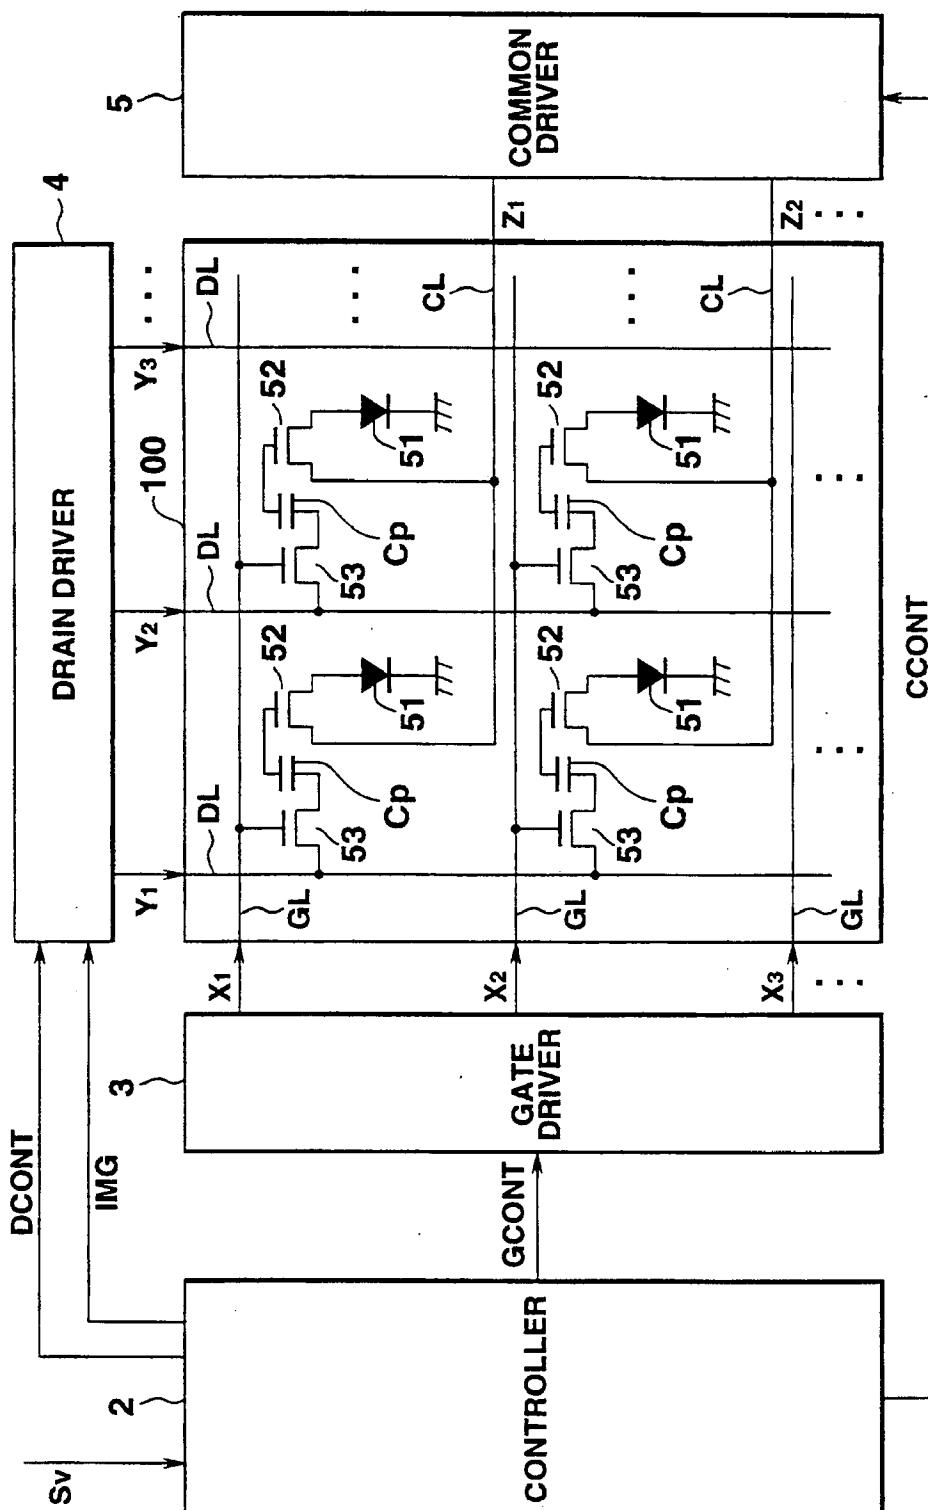 Sv
2
CONTROLLER
DCONT
IMG
GCONT
3
GATE
DRIVER
4
DRAIN DRIVER
5
COMMON
DRIVER
100
Y1
Y2
Y3
...
DL
DL
DL
X1
X2
X3
...
GL
GL
GL
52
52
51
51
53
53
Cp
Cp
...
CL
Z1
52
52
51
51
53
53
Cp
Cp
...
CL
Z2
...
...
...
CCONT